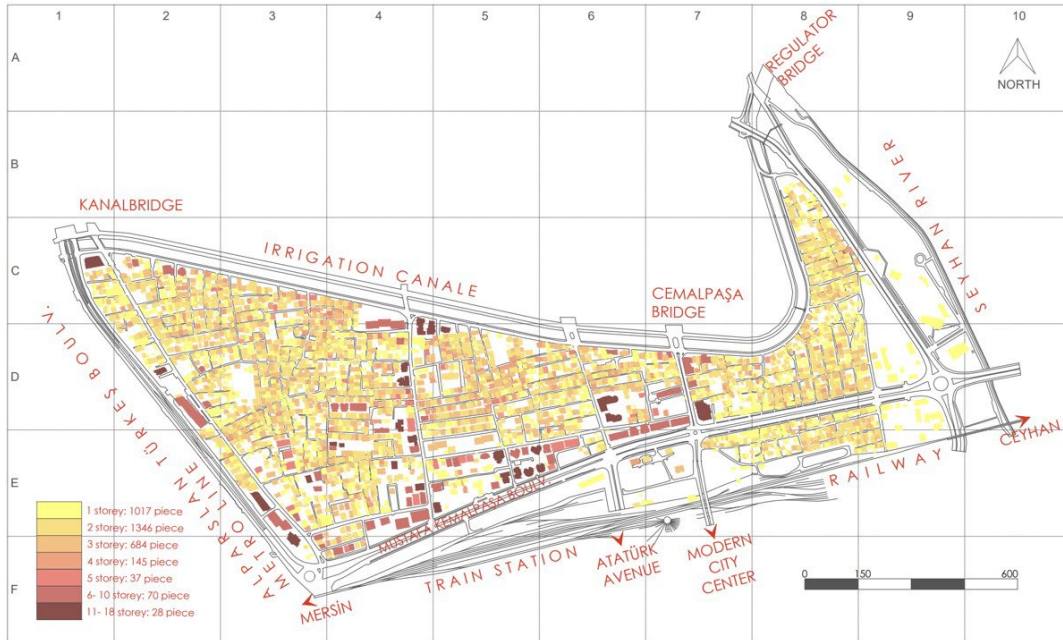 1 2 3 4 5 6 7 8 9 10
A
B
C
D
E
F
REGULATOR
BRIDGE
NORTH
SEYHAN RIVER
KANALBRIDGE
IRRIGATION CANALE
CEMALPAŞA
BRIDGE
ALPARSLAN TÜRKEŞ BOULV.
METRO LINE
MUSTAFA KEMALPAŞA BOULV.
RAILWAY
CEYHAN
TRAIN STATION
ATATÜRK
AVENUE
MODERN
CITY
CENTER
MERSİN
1 storey: 1017 piece
2 storey: 1346 piece
3 storey: 684 piece
4 storey: 145 piece
5 storey: 37 piece
6- 10 storey: 70 piece
11- 18 storey: 28 piece
0 150 600